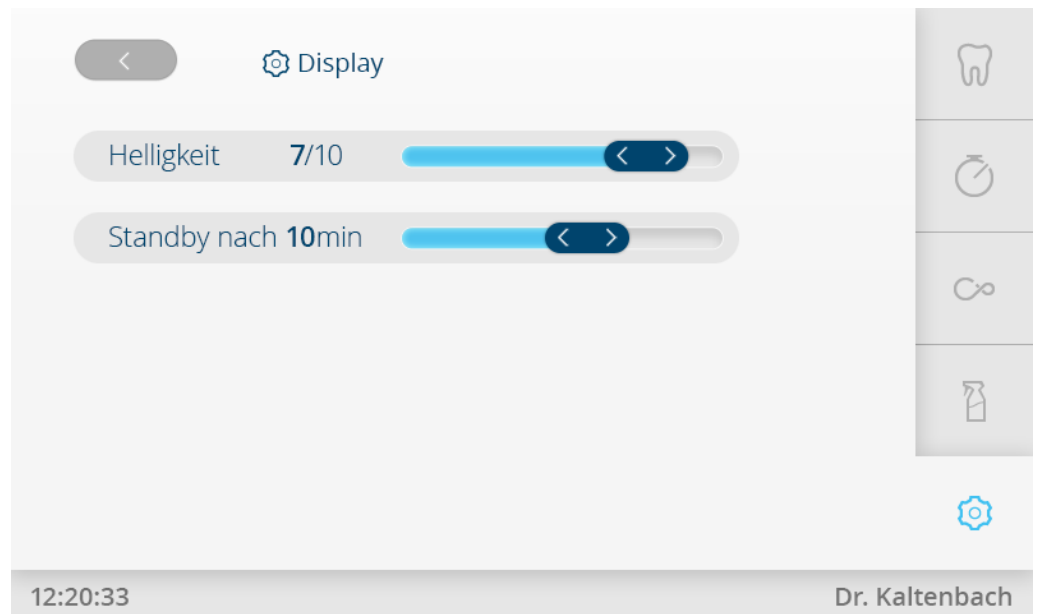 Display
Helligkeit 7/10
Standby nach 10min
12:20:33 Dr. Kaltenbach